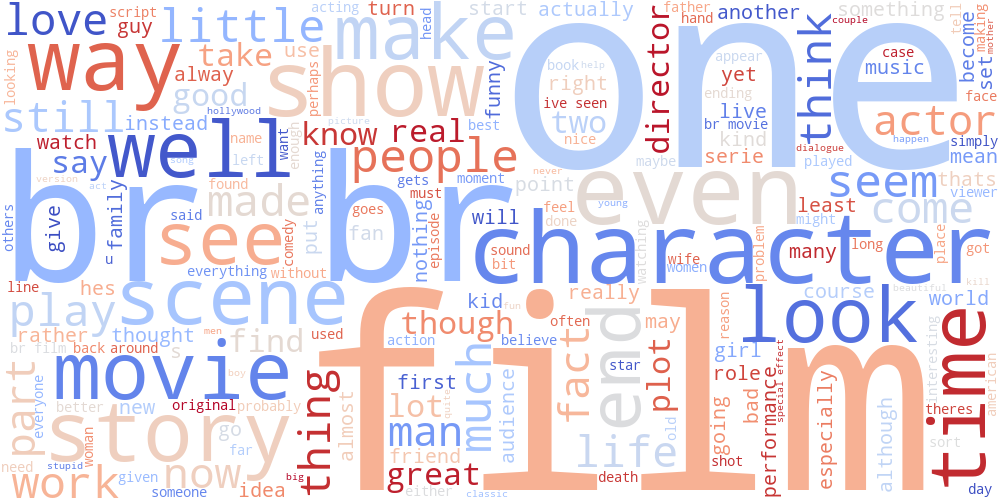 love
script
guy
little
acting
turn
head
start
actually
another
something
tell
making
couple
father
hand
become
mother
set
way
take
use
perhaps
make
funny
director
think
case
music
face
looking
alway
good
show
one
book
help
right
appear
yet
ending
ive seen
live
actor
still
instead
hollywood
name
want
enough
know
real
picture
best
two
nice
br movie
kind
dialogue
happen
simply
mean
watch
well
say
song
left
people
never
maybe
serie
played
thats
viewer
version
act
family
found
anything
gets
moment
must
point
even
seem
others
br br
give
said
made
comedy
put
goes
fan
nothing
episode
will
feel
done
young
least
might
come
see
character
sound
bit
watching
wife
women
problem
many
long
place
got
everything
without
line
hes
scene
kid
really
reason
look
course
beautiful
kill
world
play
rather
thought
men
find
used
though
fun
often
may
action
believe
fact
end
plot
girl
special effect
interesting
br film
back
around
s
boy
movie
film
first
star
role
time
american
part
everyone
better
new
original
probably
thing
almost
lot
quite
much
audience
man
old
going
bad
performance
especially
although
theres
sort
story
woman
go
far
friend
great
life
shot
need
work
stupid
given
now
big
idea
someone
either
classic
death
day